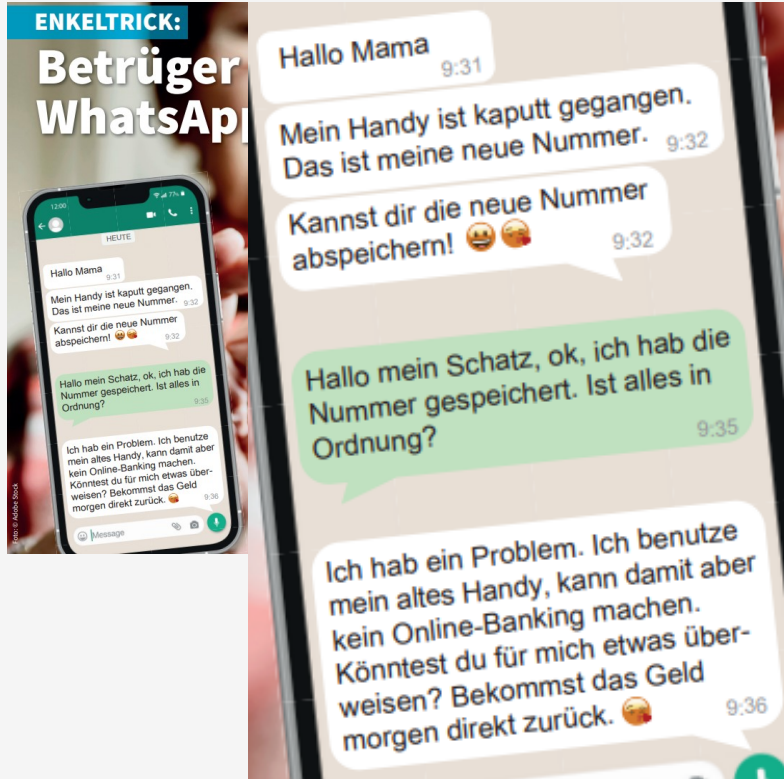 ENKELTRICK:
Betrüger
WhatsApp
12:00
77%
HEUTE
Hallo Mama
9:31
Mein Handy ist kaputt gegangen.
Das ist meine neue Nummer. 9:32
Kannst dir die neue Nummer
abspeichern! 😃😘
9:32
Hallo mein Schatz, ok, ich hab die
Nummer gespeichert. Ist alles in
Ordnung?
9:35
Ich hab ein Problem. Ich benutze
mein altes Handy, kann damit aber
kein Online-Banking machen.
Könntest du für mich etwas über-
weisen? Bekommst das Geld
morgen direkt zurück. 😘
9:36
Message
Foto: © Adobe Stock
Hallo Mama
9:31
Mein Handy ist kaputt gegangen.
Das ist meine neue Nummer. 9:32
Kannst dir die neue Nummer
abspeichern! 😃😘
9:32
Hallo mein Schatz, ok, ich hab die
Nummer gespeichert. Ist alles in
Ordnung?
9:35
Ich hab ein Problem. Ich benutze
mein altes Handy, kann damit aber
kein Online-Banking machen.
Könntest du für mich etwas über-
weisen? Bekommst das Geld
morgen direkt zurück. 😘
9:36